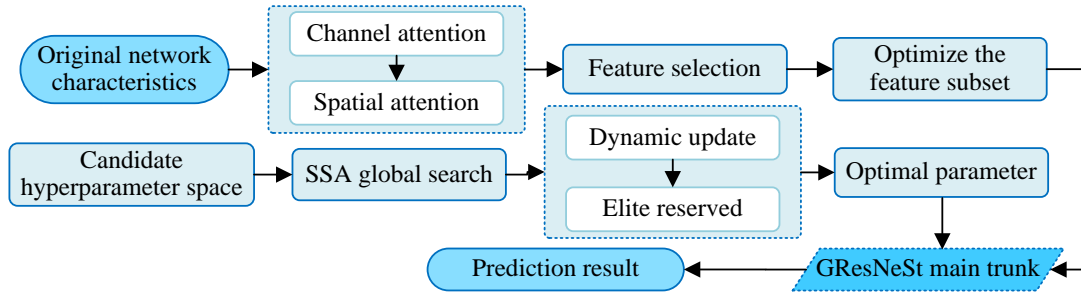 Original network
characteristics
Channel attention
Spatial attention
Feature selection
Optimize the
feature subset
Candidate
hyperparameter space
SSA global search
Dynamic update
Elite reserved
Optimal parameter
Prediction result
GResNeSt main trunk